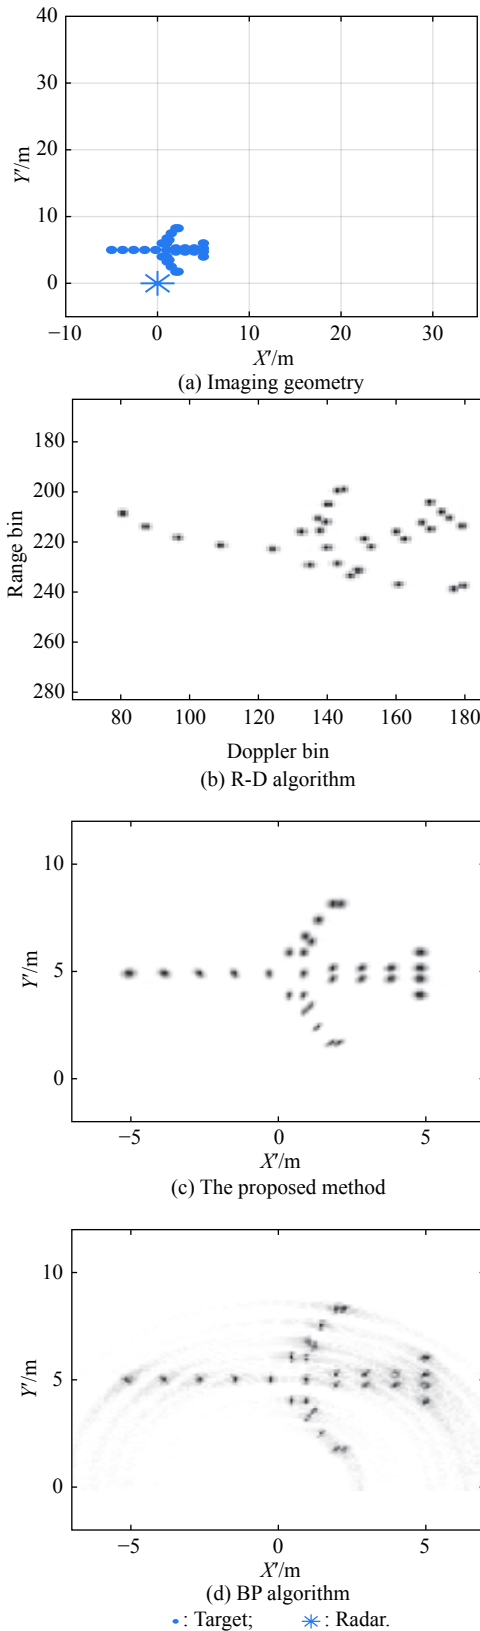 40
30
20
10
0
Y′/m
−10 0 10 20 30
X′/m
(a) Imaging geometry
180
200
220
240
260
280
Range bin
80 100 120 140 160 180
Doppler bin
(b) R-D algorithm
10
5
0
Y′/m
−5 0 5
X′/m
(c) The proposed method
10
5
0
Y′/m
−5 0 5
X′/m
(d) BP algorithm
: Target; : Radar.